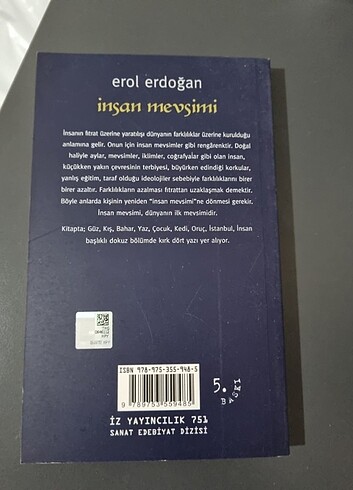 erol erdoğan
insan mevsimi
İnsanın fıtrat üzerine yaratılışı dünyanın farklılıklar üzerine kurulduğu
anlamına gelir. Onun için insan mevsimler gibi rengârenktir. Doğal
haliyle aylar, mevsimler, iklimler, coğrafyalar gibi olan insan,
küçükken yakın çevresinin terbiyesi, büyürken edindiği korkular,
yanlış eğitim, taraf olduğu ideolojiler sebebiyle farklılıklarını birer
birer azaltır. Farklılıkların azalması fıtrattan uzaklaşmak demektir.
Böyle anlarda kişinin yeniden "insan mevsimi"ne dönmesi gerekir.
İnsan mevsimi, dünyanın ilk mevsimidir.
Kitapta; Güz, Kış, Bahar, Yaz, Çocuk, Kedi, Oruç, İstanbul, İnsan
başlıklı dokuz bölümde kırk dört yazı yer alıyor.
ISBN 978-975-355-948-5
9 789753 559485
5.
İZ YAYINCILIK 751
SANAT EDEBİYAT DİZİSİ